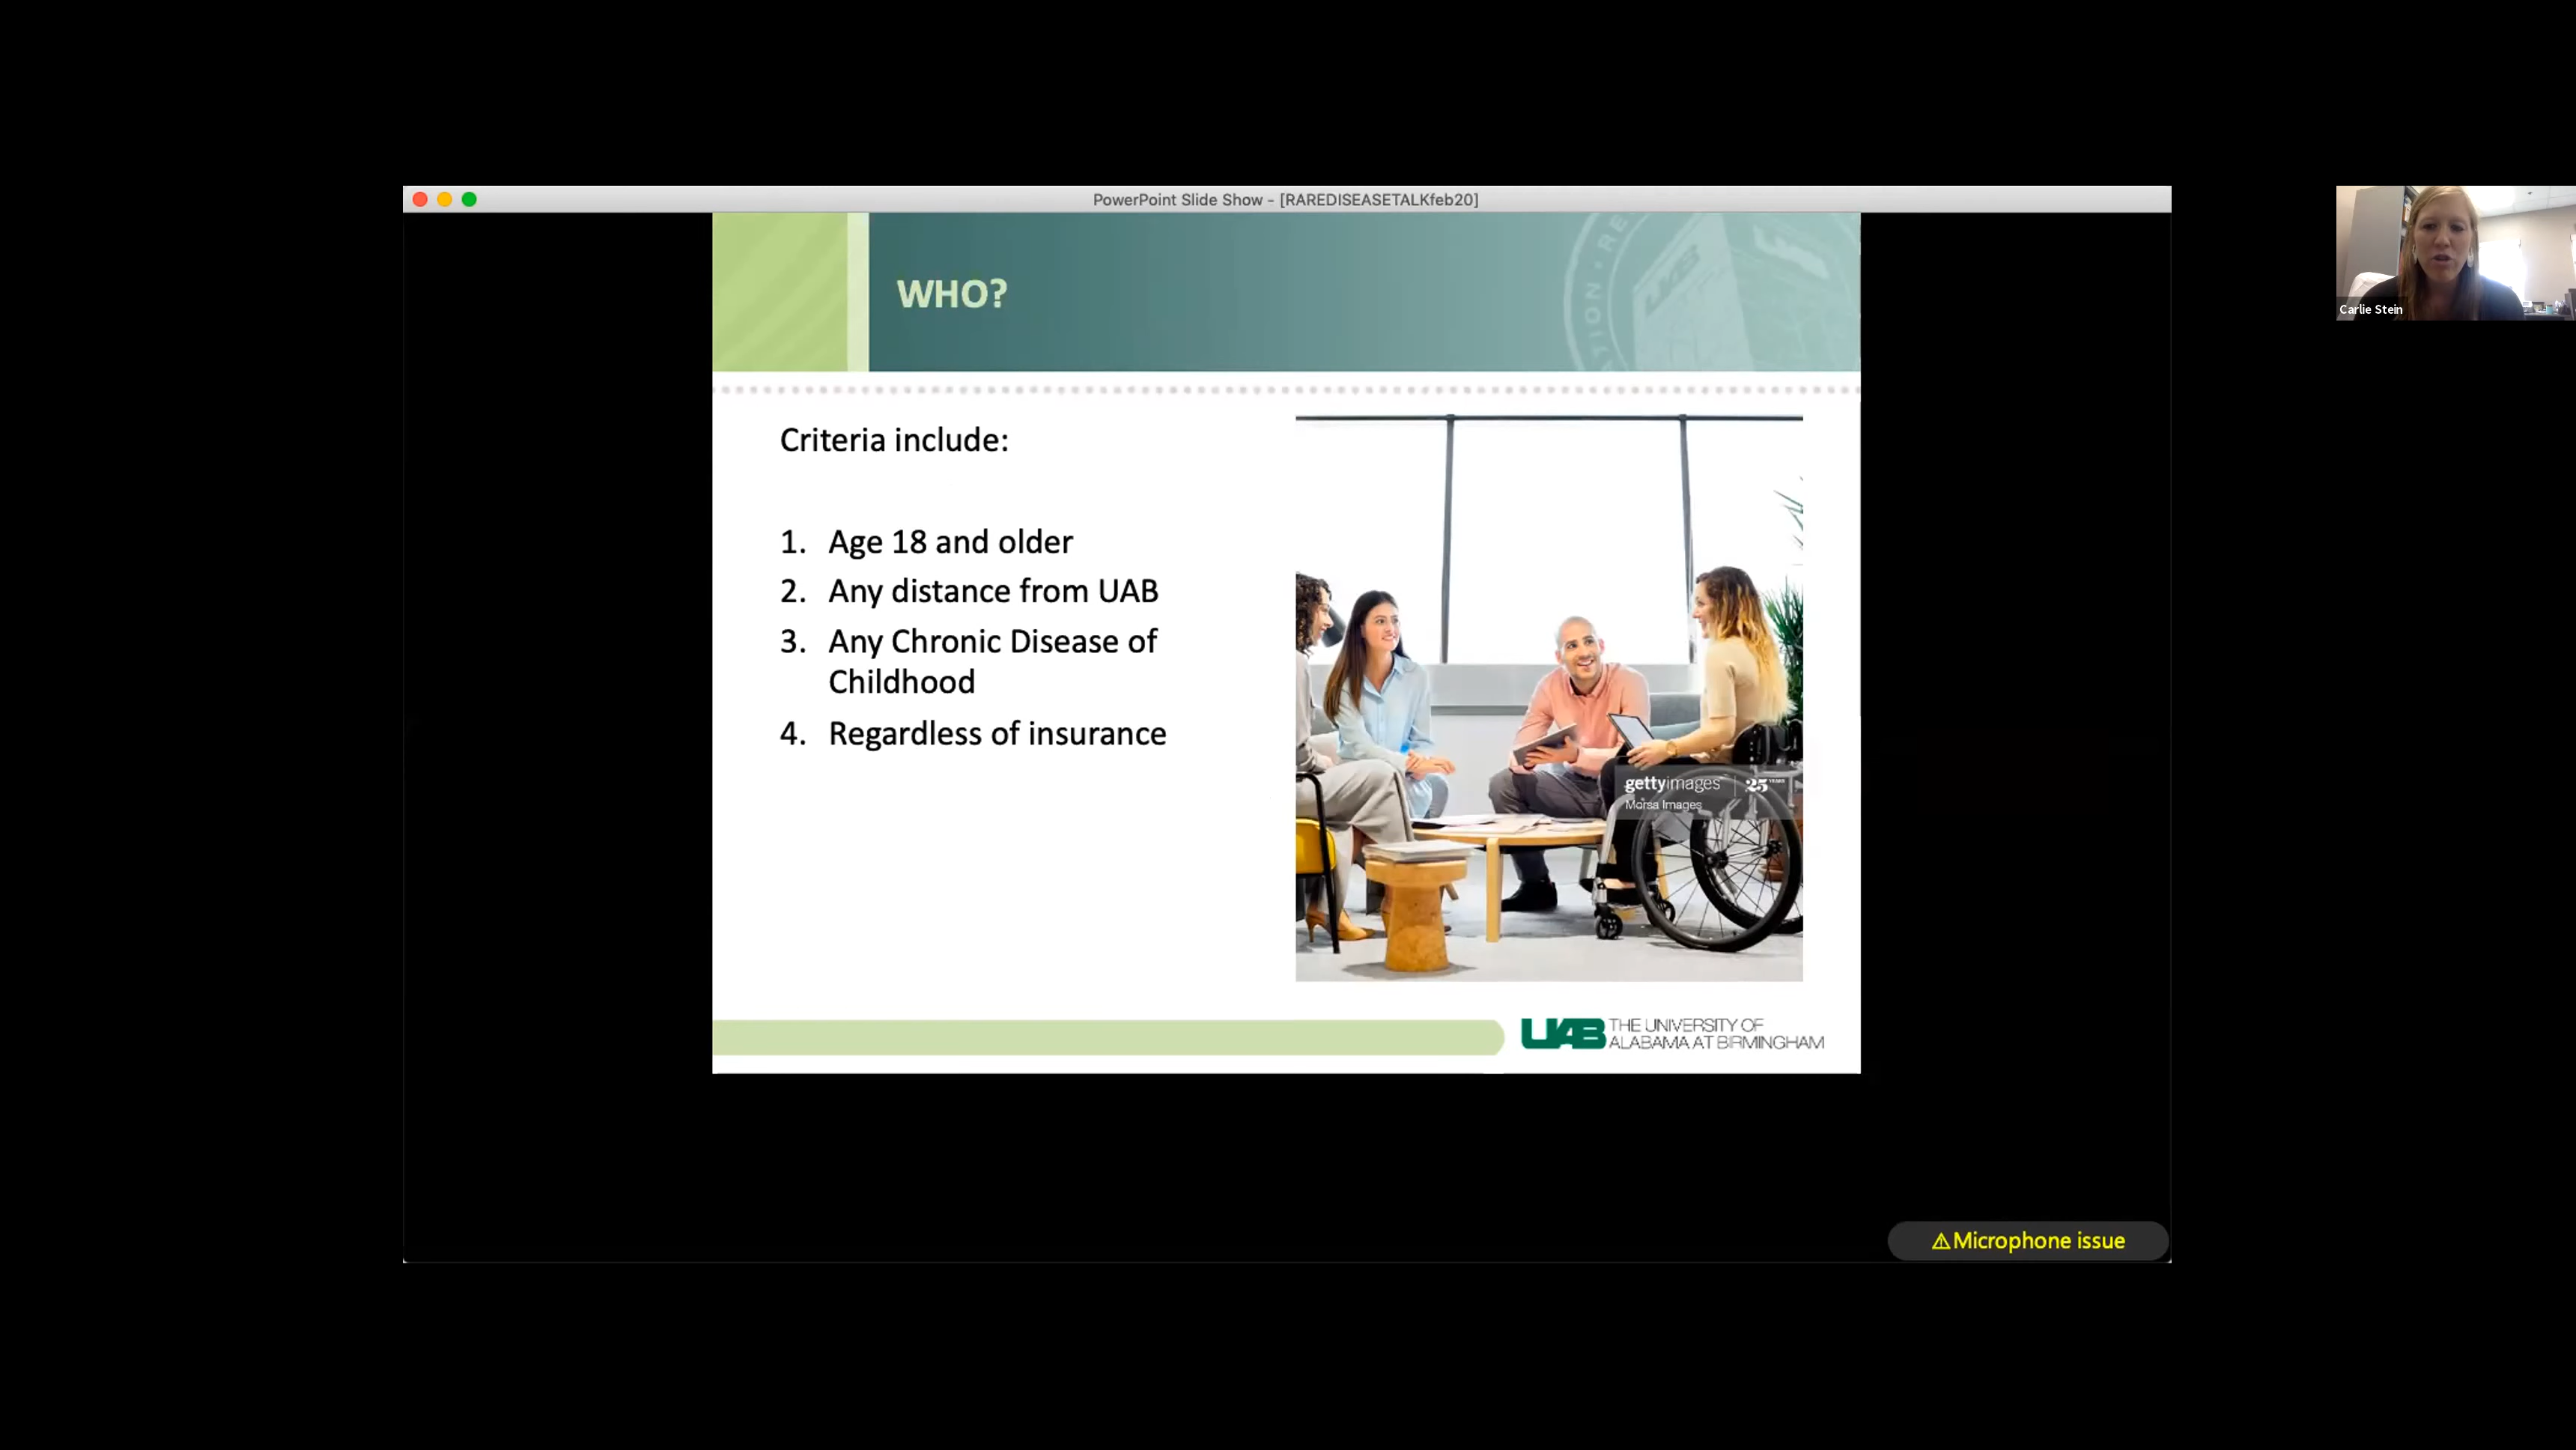 PowerPoint Slide Show - [RAREDISEASETALKfeb20]
WHO?
Criteria include:
1. Age 18 and older
2. Any distance from UAB
3. Any Chronic Disease of
Childhood
4. Regardless of insurance
gettyimages 25 YEARS
Morsa Images
UAB THE UNIVERSITY OF
ALABAMA AT BIRMINGHAM
Carlie Stein
⚠Microphone issue